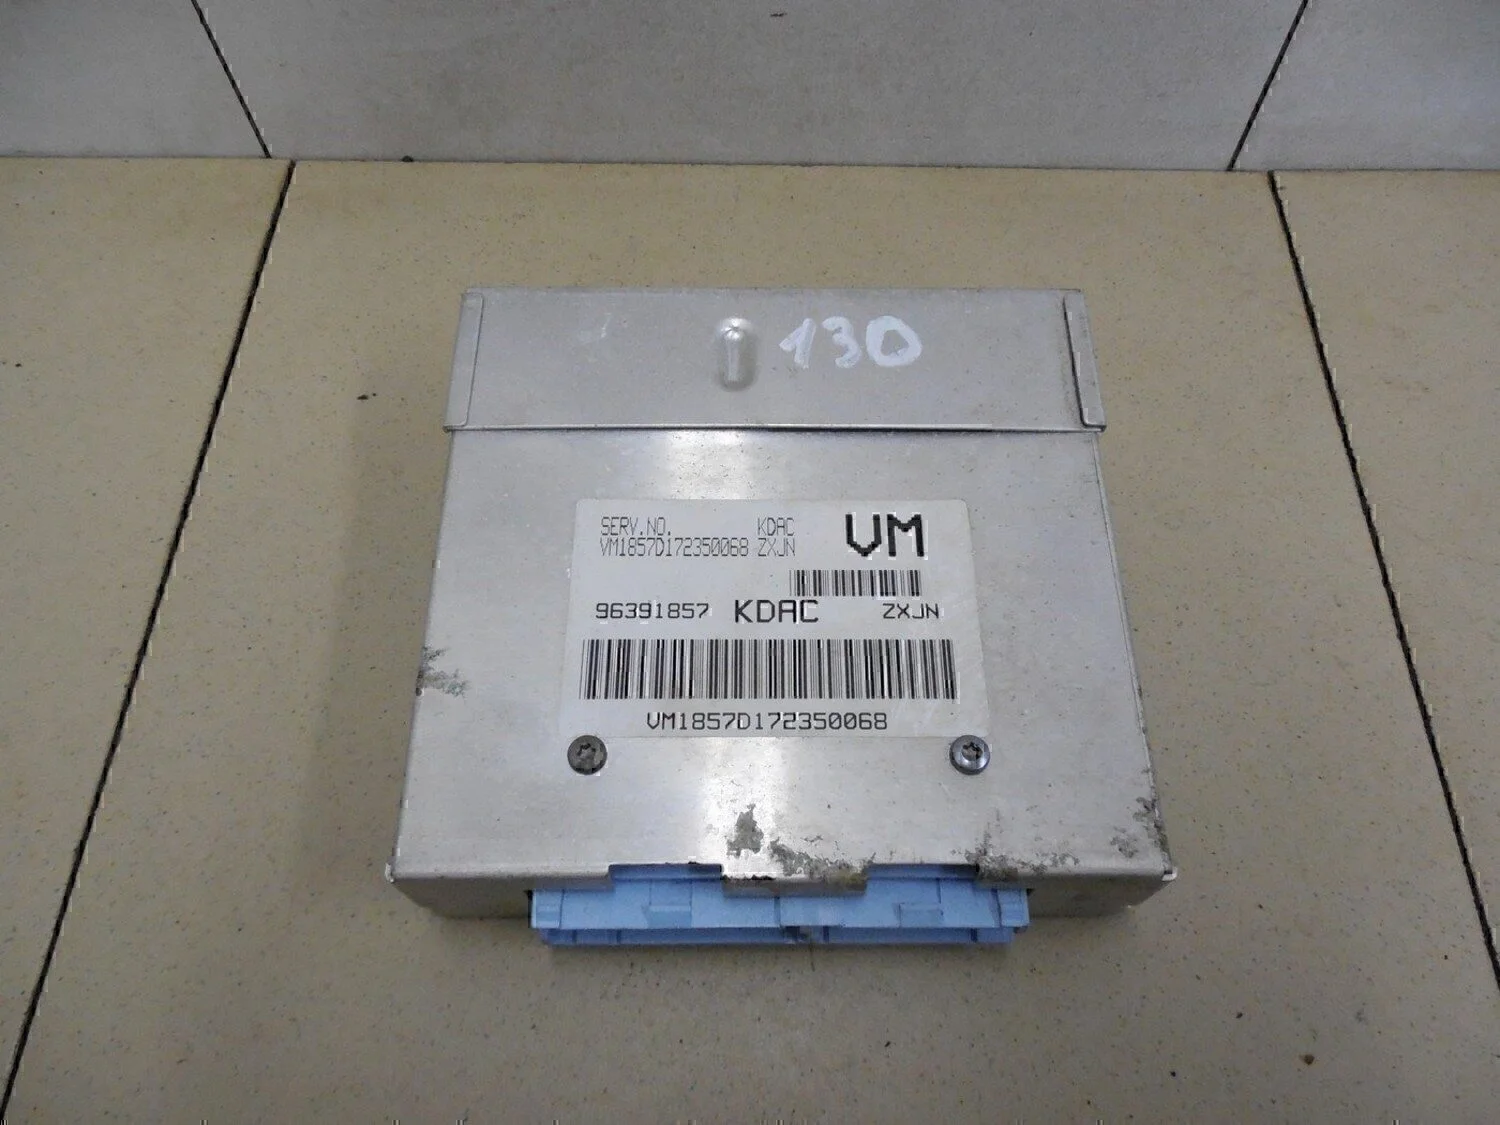 130
SERV.NO. KDAC VM
VM1857D172350068 ZXJN
96391857 KDAC ZXJN
VM1857D172350068